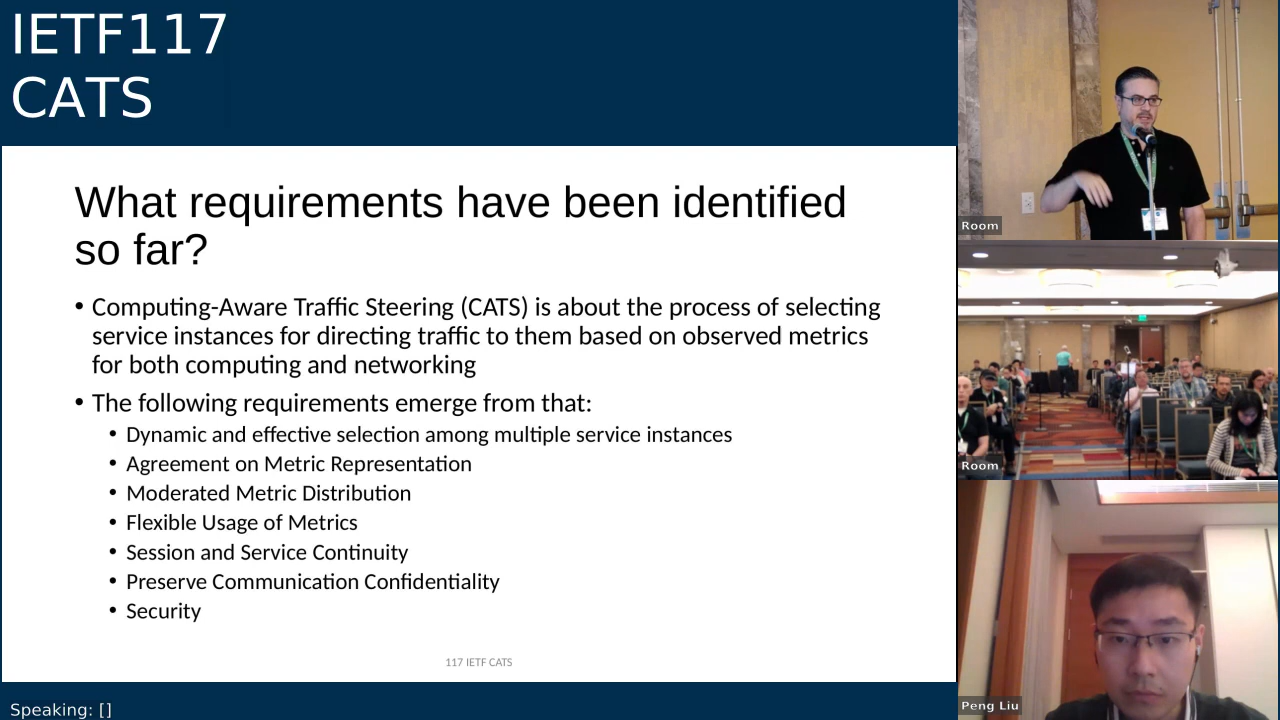 IETF117
CATS
What requirements have been identified
so far?
• Computing-Aware Traffic Steering (CATS) is about the process of selecting
service instances for directing traffic to them based on observed metrics
for both computing and networking
• The following requirements emerge from that:
• Dynamic and effective selection among multiple service instances
• Agreement on Metric Representation
• Moderated Metric Distribution
• Flexible Usage of Metrics
• Session and Service Continuity
• Preserve Communication Confidentiality
• Security
117 IETF CATS
Speaking: []
Room
Room
Peng Liu